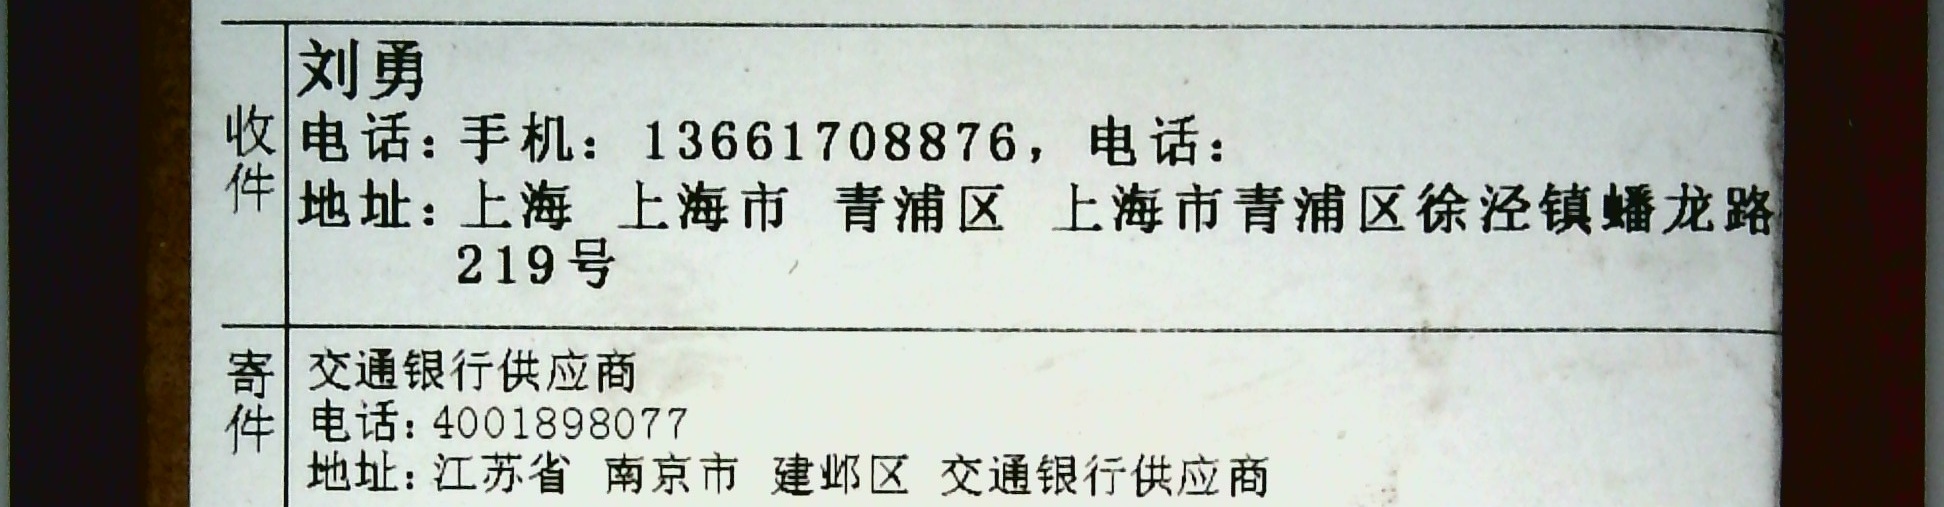 收件
刘勇
电话：手机：13661708876，电话：
地址：上海 上海市 青浦区 上海市青浦区徐泾镇蟠龙路
219号
寄件
交通银行供应商
电话：4001898077
地址：江苏省 南京市 建邺区 交通银行供应商